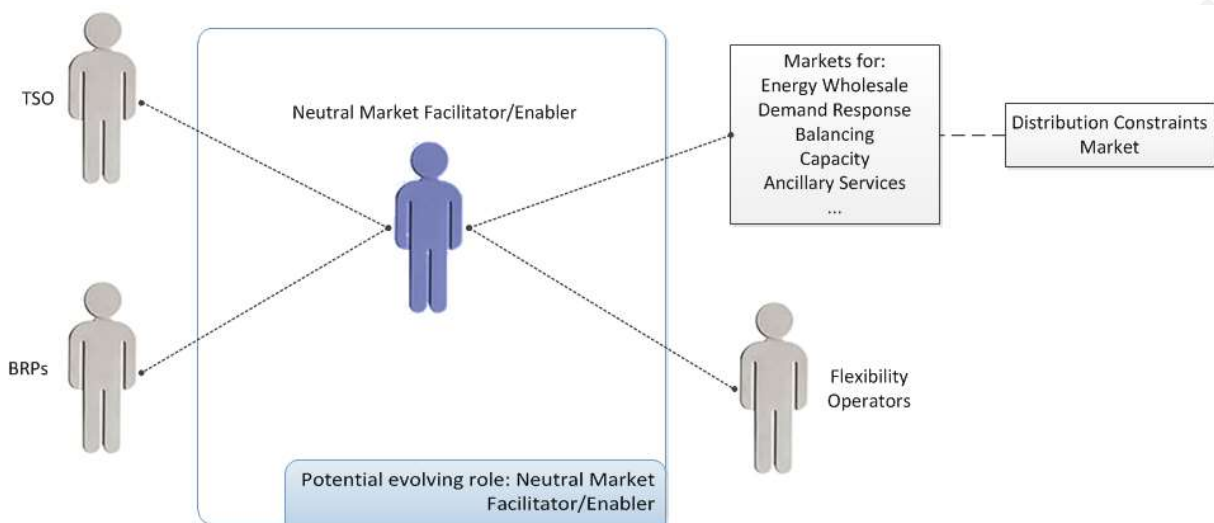 TSO
Neutral Market Facilitator/Enabler
Markets for:
Energy Wholesale
Demand Response
Balancing
Capacity
Ancillary Services
...
Distribution Constraints
Market
BRPs
Flexibility
Operators
Potential evolving role: Neutral Market
Facilitator/Enabler